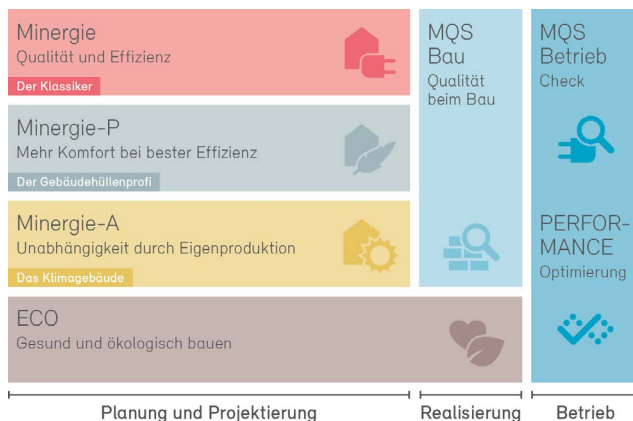 Minergie
Qualität und Effizienz
Der Klassiker
Minergie-P
Mehr Komfort bei bester Effizienz
Der Gebäudehüllenprofi
Minergie-A
Unabhängigkeit durch Eigenproduktion
Das Klimagebäude
ECO
Gesund und ökologisch bauen
MQS
Bau
Qualität
beim Bau
MQS
Betrieb
Check
PERFOR-
MANCE
Optimierung
Planung und Projektierung
Realisierung
Betrieb